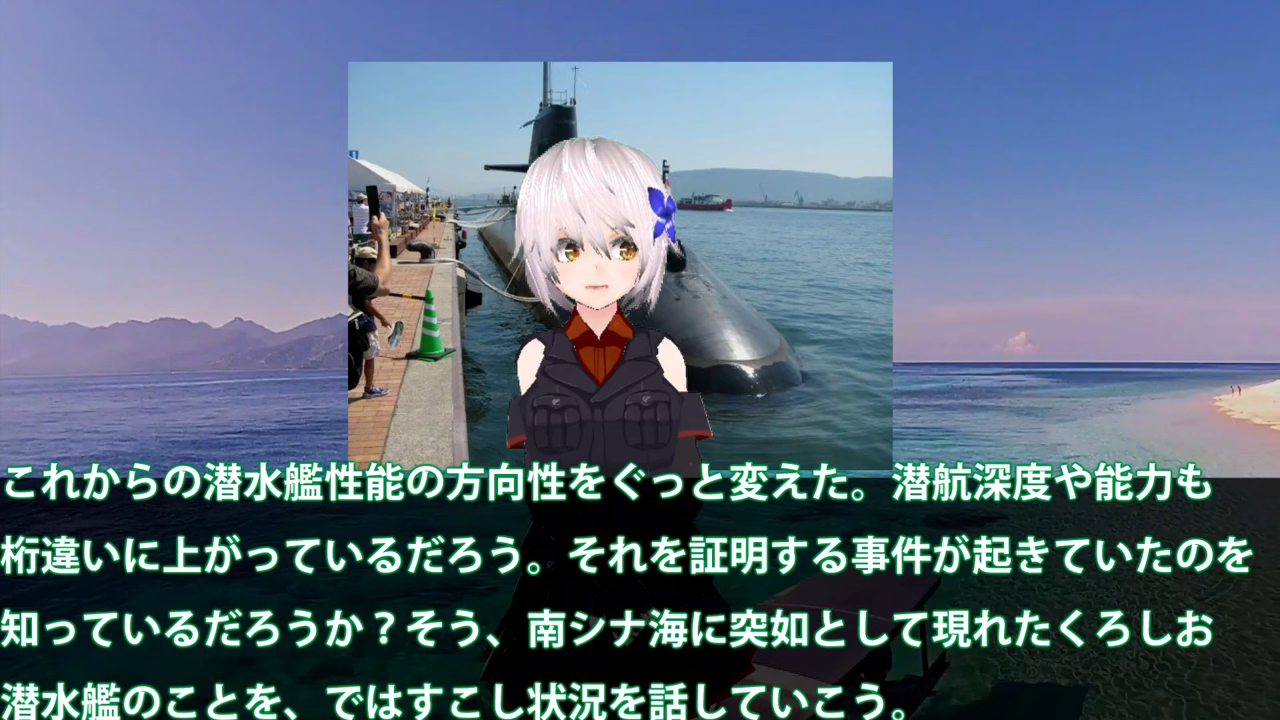 これからの潜水艦性能の方向性をぐっと変えた。潜航深度や能力も
桁違いに上がっているだろう。それを証明する事件が起きていたのを
知っているだろうか？そう、南シナ海に突如として現れたくろしお
潜水艦のことを、ではすこし状況を話していこう。